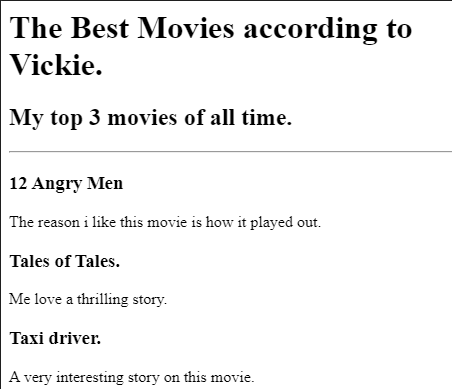 The Best Movies according to
Vickie.
My top 3 movies of all time.
12 Angry Men
The reason i like this movie is how it played out.
Tales of Tales.
Me love a thrilling story.
Taxi driver.
A very interesting story on this movie.